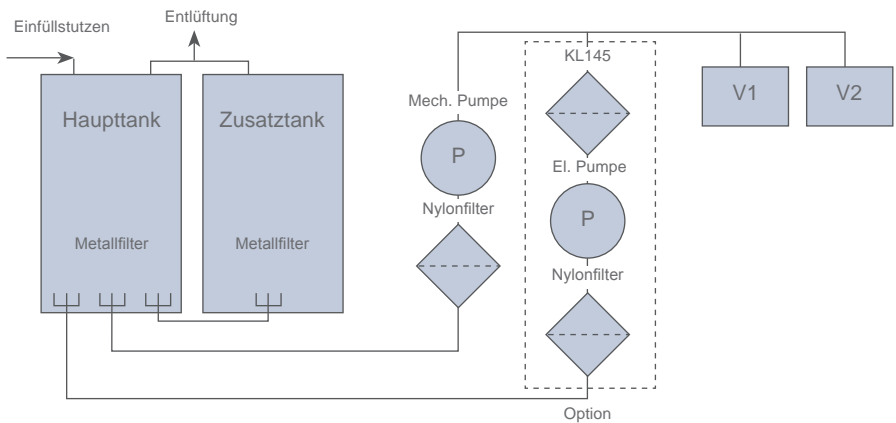 Einfüllstutzen
Entlüftung
Haupttank
Zusatztank
Metallfilter
Metallfilter
Mech. Pumpe
P
Nylonfilter
KL145
El. Pumpe
P
Nylonfilter
Option
V1
V2